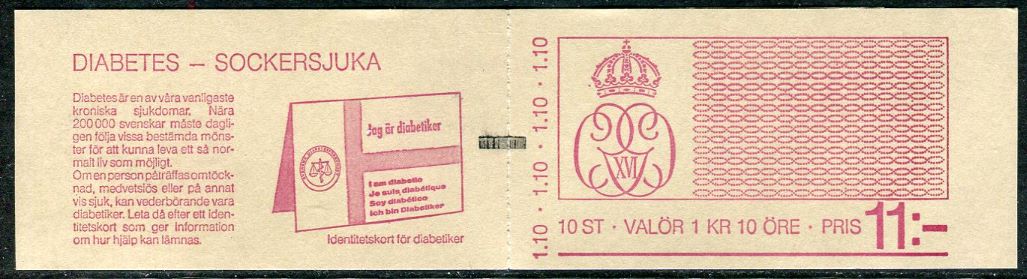 DIABETES – SOCKERSJUKA
Diabetes är en av våra vanligaste
kroniska sjukdomar. Nära
200 000 svenskar måste dagli-
gen följa vissa bestämda möns-
ter för att kunna leva ett så nor-
malt liv som möjligt.
Om en person påträffas omtöck-
nad, medvetslös eller på annat
vis sjuk, kan vederbörande vara
diabetiker. Leta då efter ett iden-
titetskort som ger information
om hur hjälp kan lämnas.
Jag är diabetiker
I am diabetic
Je suis diabétique
Soy diabético
Ich bin Diabetiker
Identitetskort för diabetiker
1.10 · 1.10 · 1.10 · 1.10
XVI
10 ST · VALÖR 1 KR 10 ÖRE · PRIS 11:-